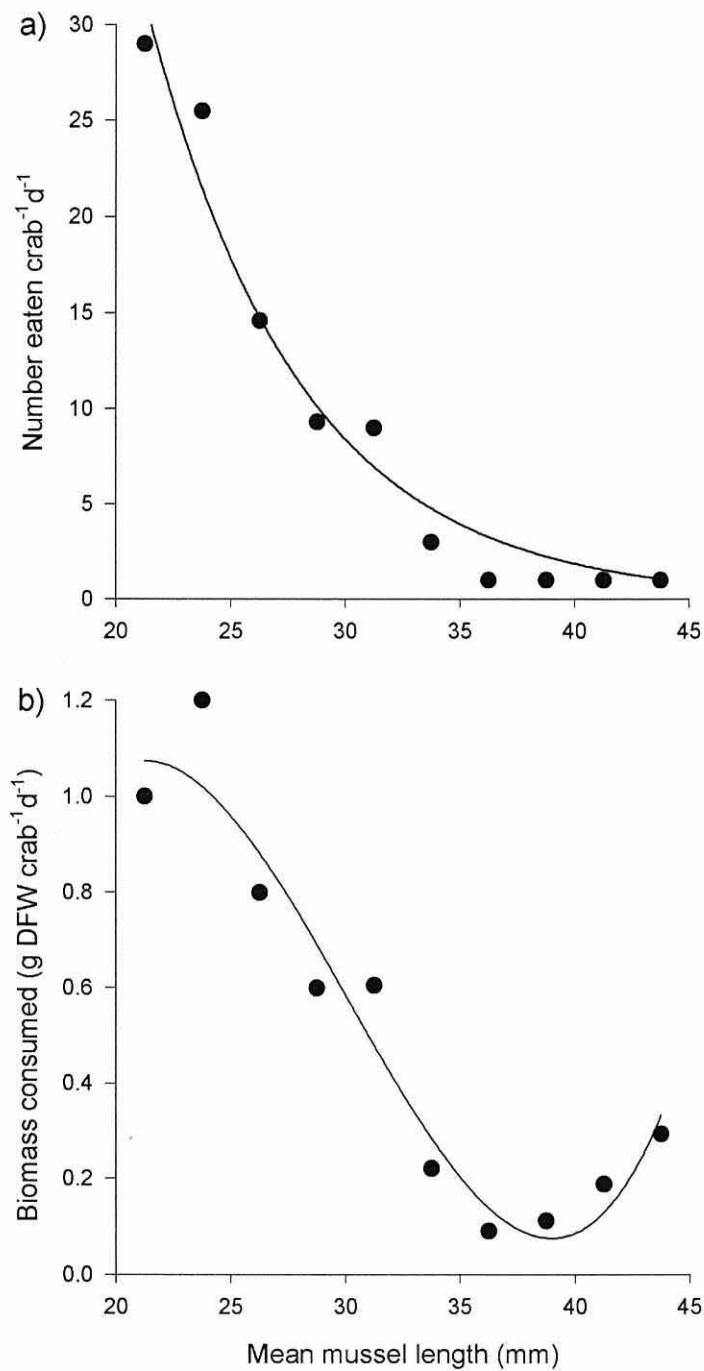 a)
30
25
20
15
10
5
0
Number eaten crab⁻¹d⁻¹
20 25 30 35 40 45
b)
1.2
1.0
0.8
0.6
0.4
0.2
0.0
Biomass consumed (g DFW crab⁻¹d⁻¹)
20 25 30 35 40 45
Mean mussel length (mm)